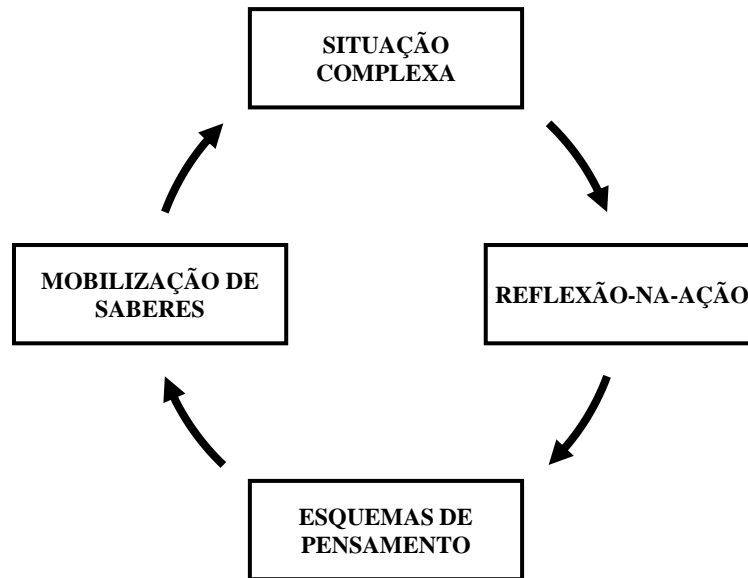 SITUAÇÃO
COMPLEXA
MOBILIZAÇÃO DE
SABERES
REFLEXÃO-NA-AÇÃO
ESQUEMAS DE
PENSAMENTO